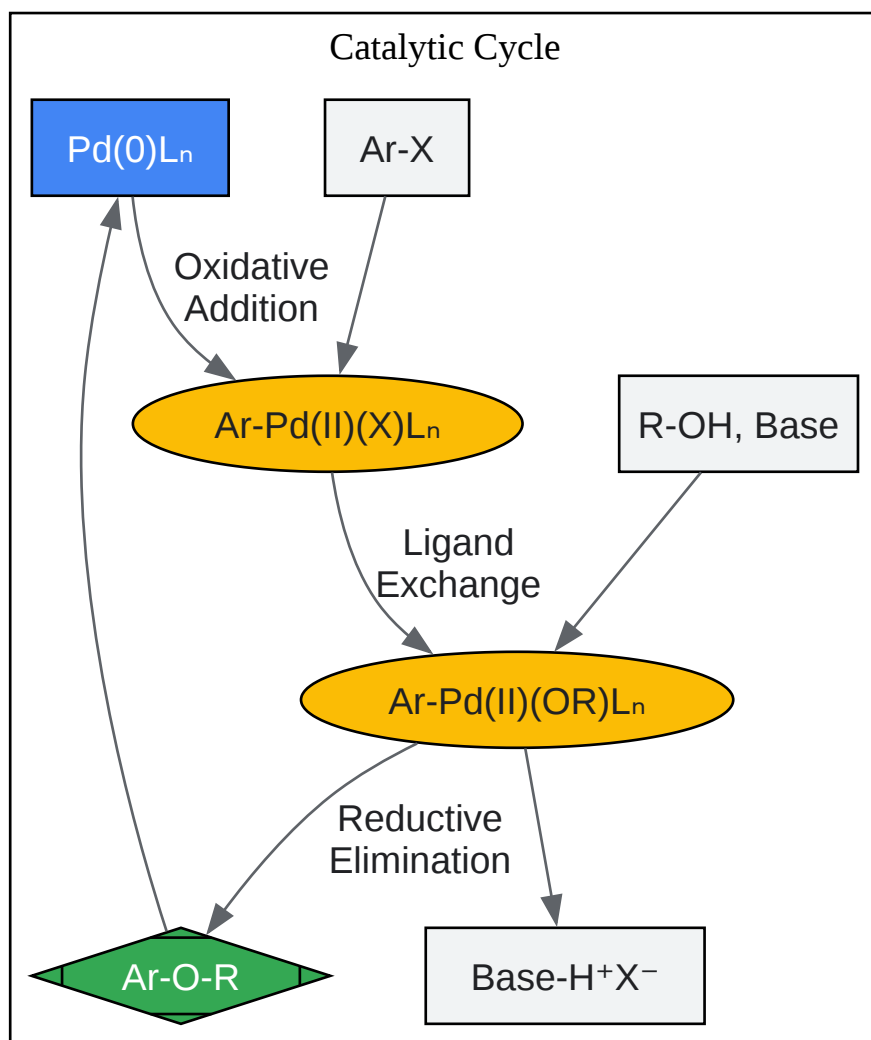 Catalytic Cycle
Pd(0)Lₙ
Ar-X
Oxidative
Addition
Ar-Pd(II)(X)Lₙ
R-OH, Base
Ligand
Exchange
Ar-Pd(II)(OR)Lₙ
Reductive
Elimination
Ar-O-R
Base-H⁺X⁻